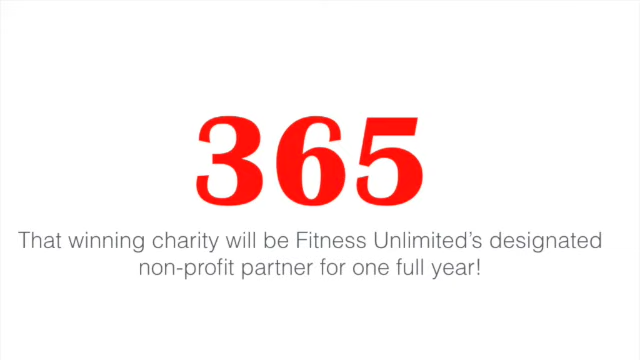 365
That winning charity will be Fitness Unlimited's designated
non-profit partner for one full year!